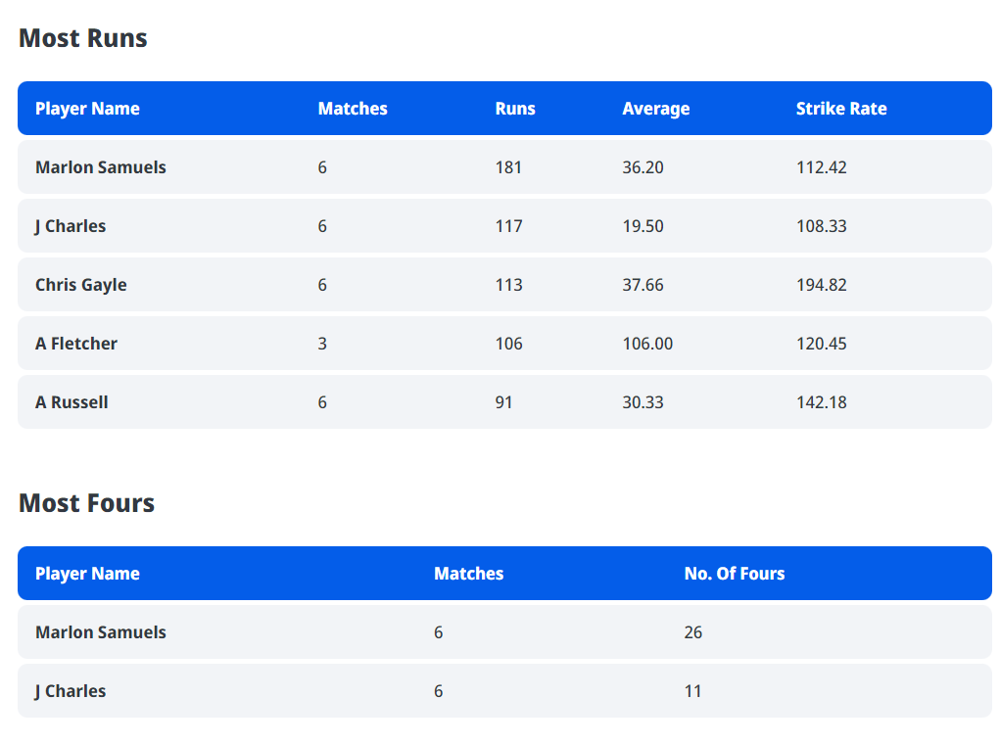 Most Runs
Player Name Matches Runs Average Strike Rate
Marlon Samuels 6 181 36.20 112.42
J Charles 6 117 19.50 108.33
Chris Gayle 6 113 37.66 194.82
A Fletcher 3 106 106.00 120.45
A Russell 6 91 30.33 142.18
Most Fours
Player Name Matches No. Of Fours
Marlon Samuels 6 26
J Charles 6 11